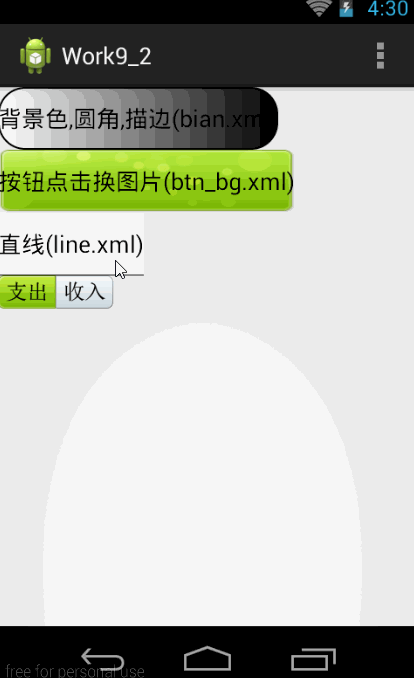 4:30
Work9_2
背景色,圆角,描边(bian.xm
按钮点击换图片(btn_bg.xml)
直线(line.xml)
支出 收入
free for personal use